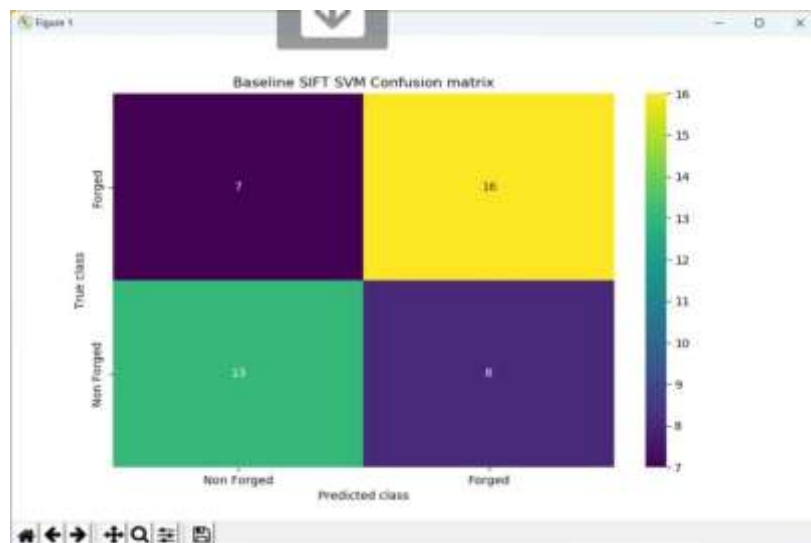 Figure 1
Baseline SIFT SVM Confusion matrix
Forged
7
16
True class
Non Forged
13
8
Non Forged
Forged
Predicted class
16
15
14
13
12
11
10
9
8
7